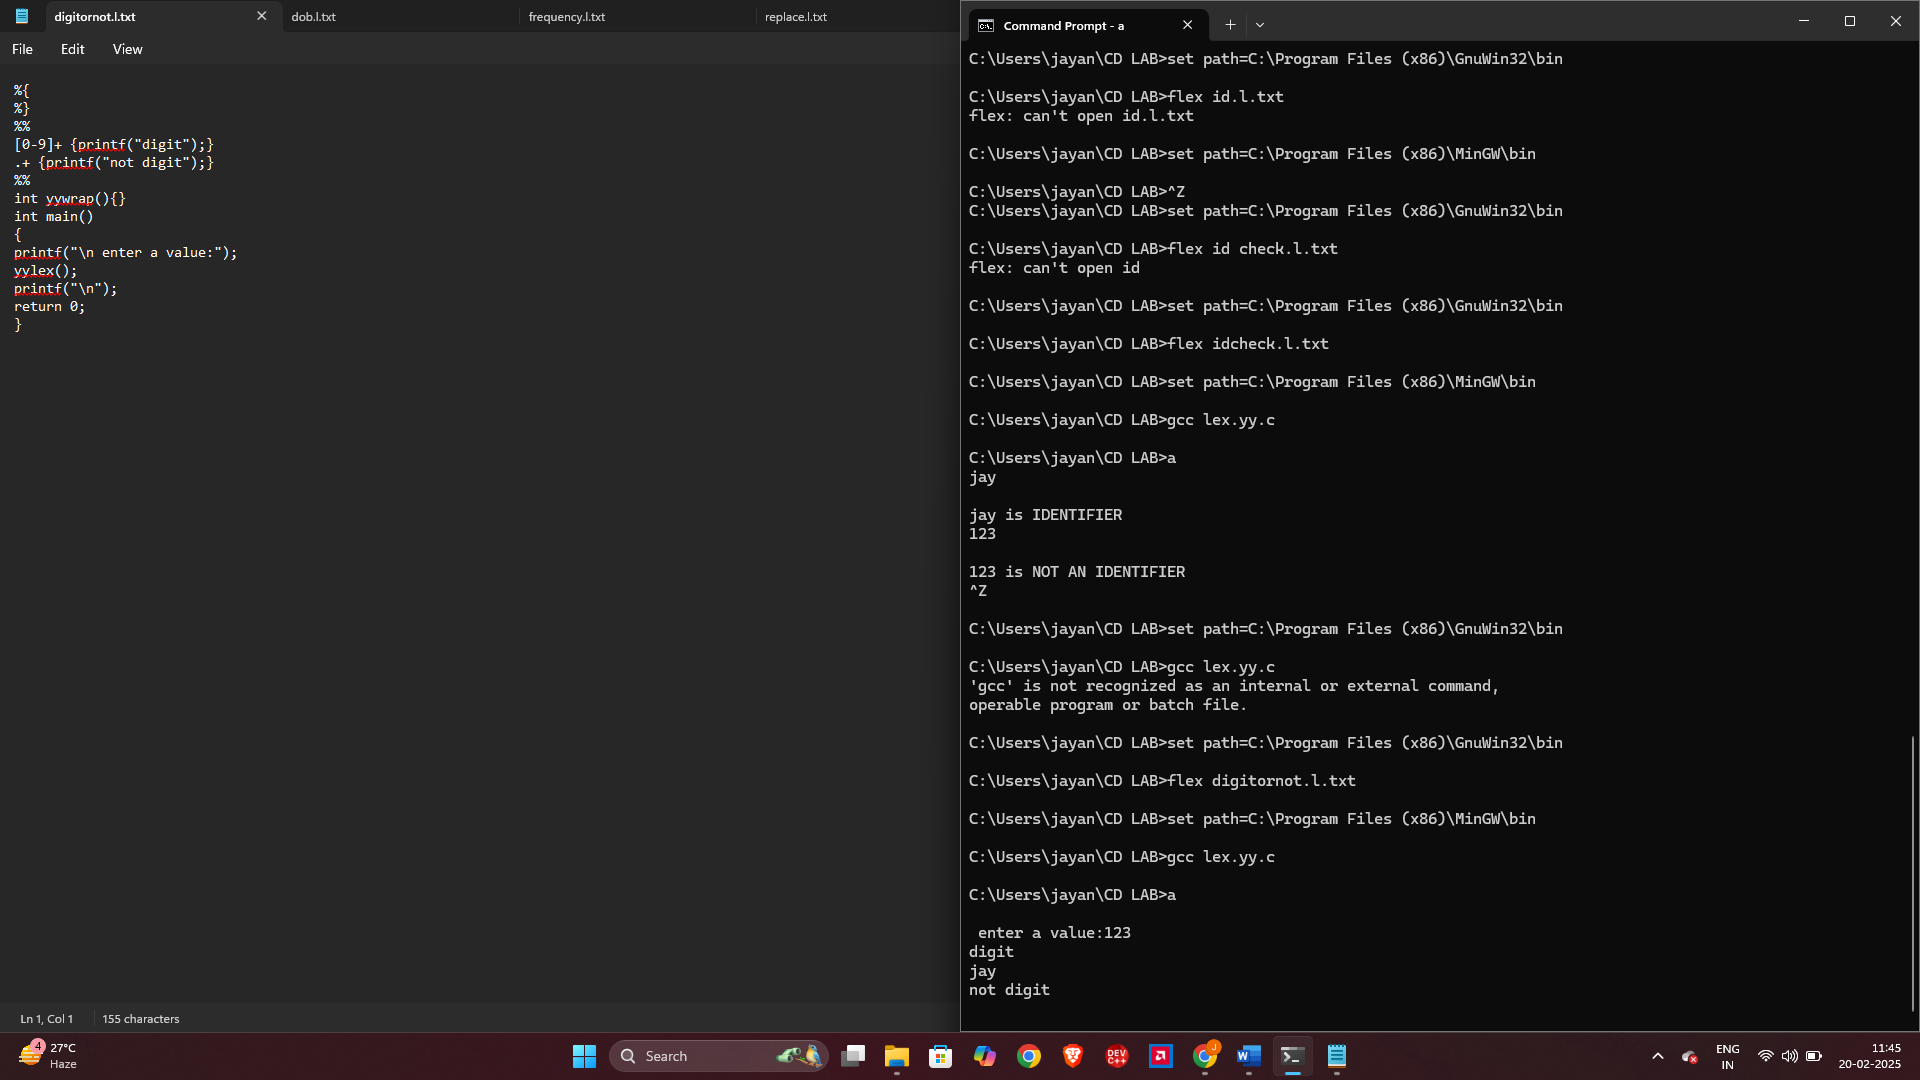 digitornot.l.txt
dob.l.txt
frequency.l.txt
replace.l.txt
File
Edit
View
%{
%}
%%
[0-9]+ {printf("digit");}
.+ {printf("not digit");}
%%
int yywrap(){}
int main()
{
printf("\n enter a value:");
yylex();
printf("\n");
return 0;
}
Ln 1, Col 1
155 characters
Command Prompt - a
C:\Users\jayan\CD LAB>set path=C:\Program Files (x86)\GnuWin32\bin
C:\Users\jayan\CD LAB>flex id.l.txt
flex: can't open id.l.txt
C:\Users\jayan\CD LAB>set path=C:\Program Files (x86)\MinGW\bin
C:\Users\jayan\CD LAB>^Z
C:\Users\jayan\CD LAB>set path=C:\Program Files (x86)\GnuWin32\bin
C:\Users\jayan\CD LAB>flex id check.l.txt
flex: can't open id
C:\Users\jayan\CD LAB>set path=C:\Program Files (x86)\GnuWin32\bin
C:\Users\jayan\CD LAB>flex idcheck.l.txt
C:\Users\jayan\CD LAB>set path=C:\Program Files (x86)\MinGW\bin
C:\Users\jayan\CD LAB>gcc lex.yy.c
C:\Users\jayan\CD LAB>a
jay
jay is IDENTIFIER
123
123 is NOT AN IDENTIFIER
^Z
C:\Users\jayan\CD LAB>set path=C:\Program Files (x86)\GnuWin32\bin
C:\Users\jayan\CD LAB>gcc lex.yy.c
'gcc' is not recognized as an internal or external command,
operable program or batch file.
C:\Users\jayan\CD LAB>set path=C:\Program Files (x86)\GnuWin32\bin
C:\Users\jayan\CD LAB>flex digitornot.l.txt
C:\Users\jayan\CD LAB>set path=C:\Program Files (x86)\MinGW\bin
C:\Users\jayan\CD LAB>gcc lex.yy.c
C:\Users\jayan\CD LAB>a
enter a value:123
digit
jay
not digit
4
27°C
Haze
Search
DEV
C++
J
W
ENG
IN
11:45
20-02-2025